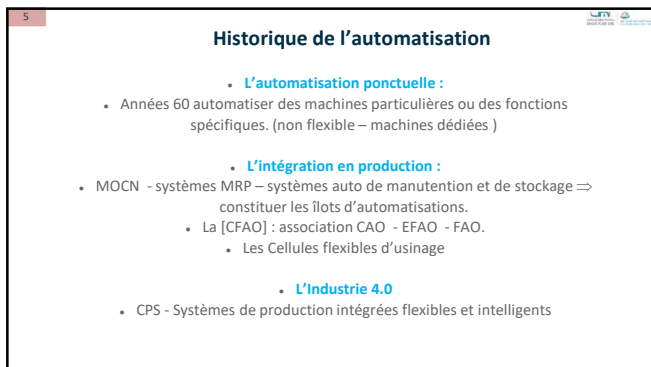 5
Historique de l’automatisation
• L’automatisation ponctuelle :
• Années 60 automatiser des machines particulières ou des fonctions
spécifiques. (non flexible – machines dédiées )
• L’intégration en production :
• MOCN - systèmes MRP – systèmes auto de manutention et de stockage ⇒
constituer les îlots d’automatisations.
• La [CFAO] : association CAO - EFAO - FAO.
• Les Cellules flexibles d’usinage
• L’Industrie 4.0
• CPS - Systèmes de production intégrées flexibles et intelligents